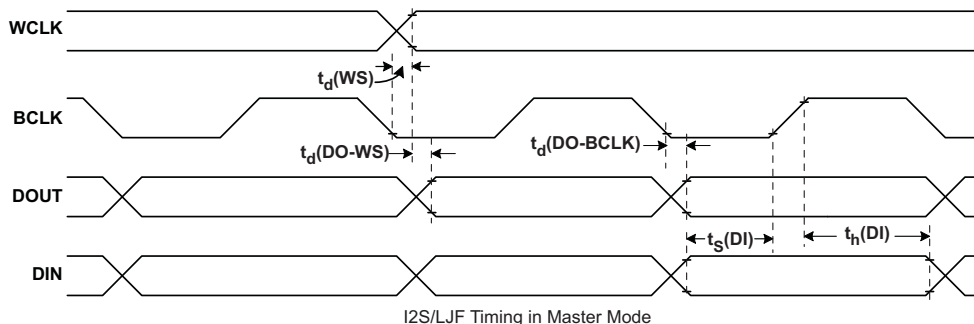 WCLK
t_d(WS)
BCLK
t_d(DO-WS)
t_d(DO-BCLK)
DOUT
t_S(DI)
t_h(DI)
DIN
I2S/LJF Timing in Master Mode